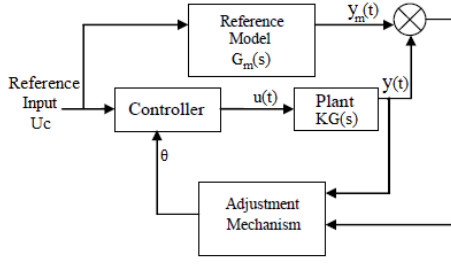 Reference
Model
G_m(s)
y_m(t)
Reference
Input
Uc
Controller
u(t)
Plant
KG(s)
y(t)
θ
Adjustment
Mechanism